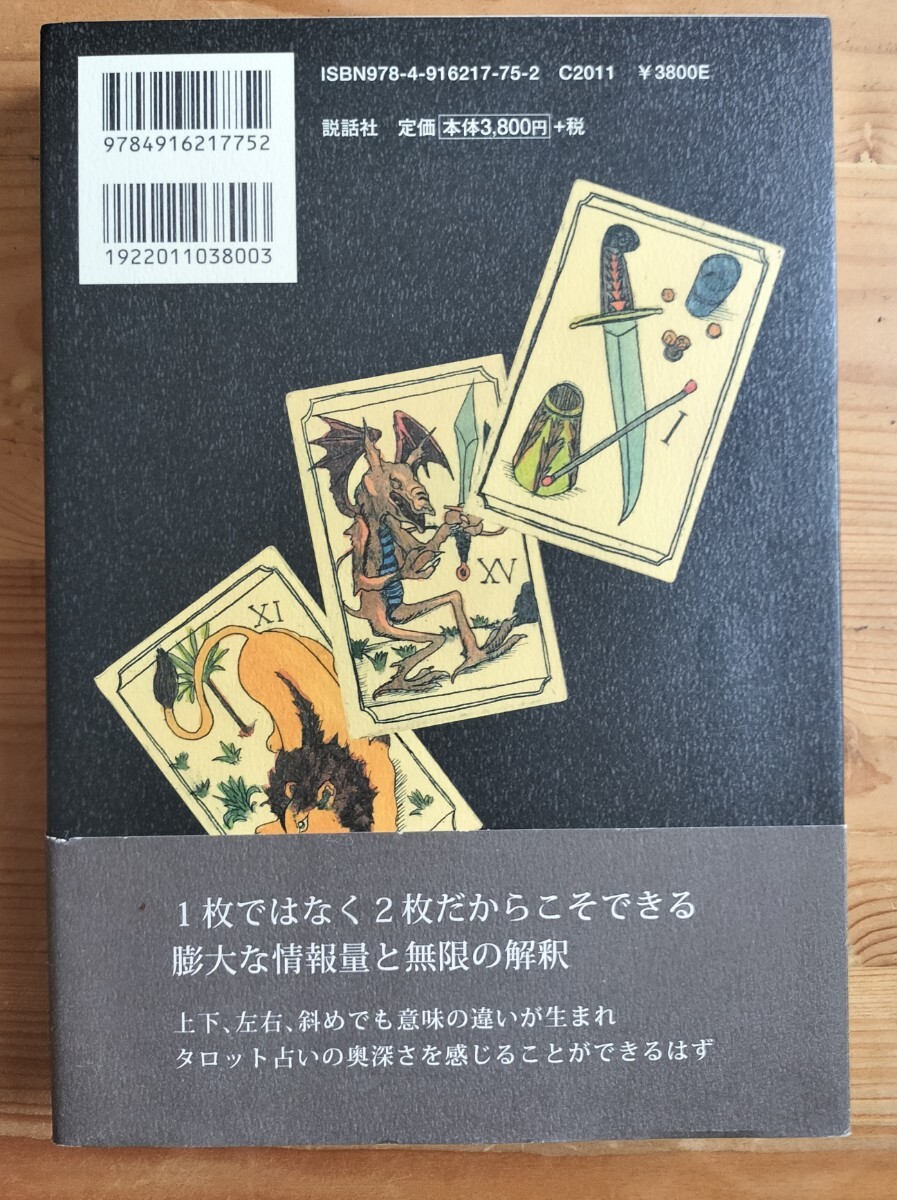 9784916217752
1922011038003
ISBN978-4-916217-75-2 C2011 ￥3800E
説話社 定価 本体3,800円 +税
I
XV
XI
1枚ではなく2枚だからこそできる
膨大な情報量と無限の解釈
上下、左右、斜めでも意味の違いが生まれ
タロット占いの奥深さを感じることができるはず